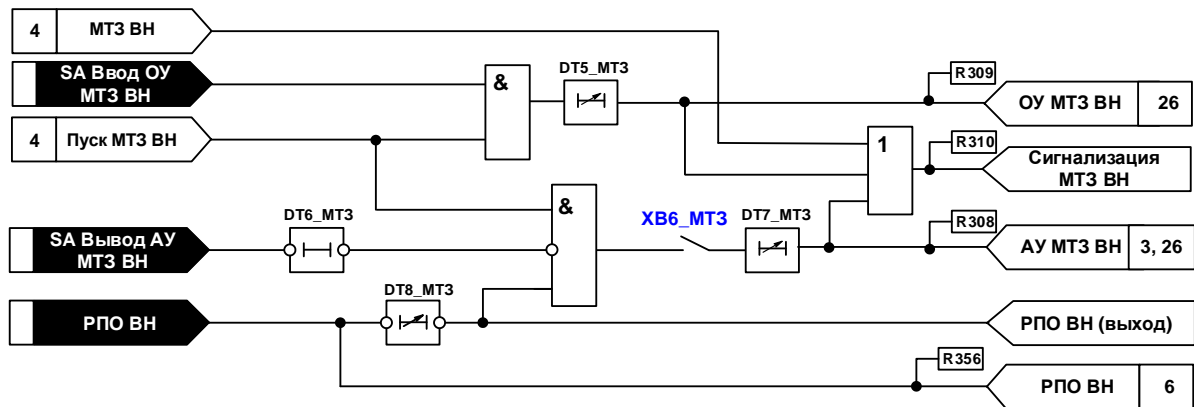 4 МТЗ ВН
SA Ввод ОУ
МТЗ ВН
4 Пуск МТЗ ВН
SA Вывод АУ
МТЗ ВН
РПО ВН
&
DT5_МТЗ
&
DT6_МТЗ
DT8_МТЗ
XB6_МТЗ
DT7_МТЗ
1
R309
ОУ МТЗ ВН 26
R310
Сигнализация
МТЗ ВН
R308
АУ МТЗ ВН 3, 26
РПО ВН (выход)
R356
РПО ВН 6